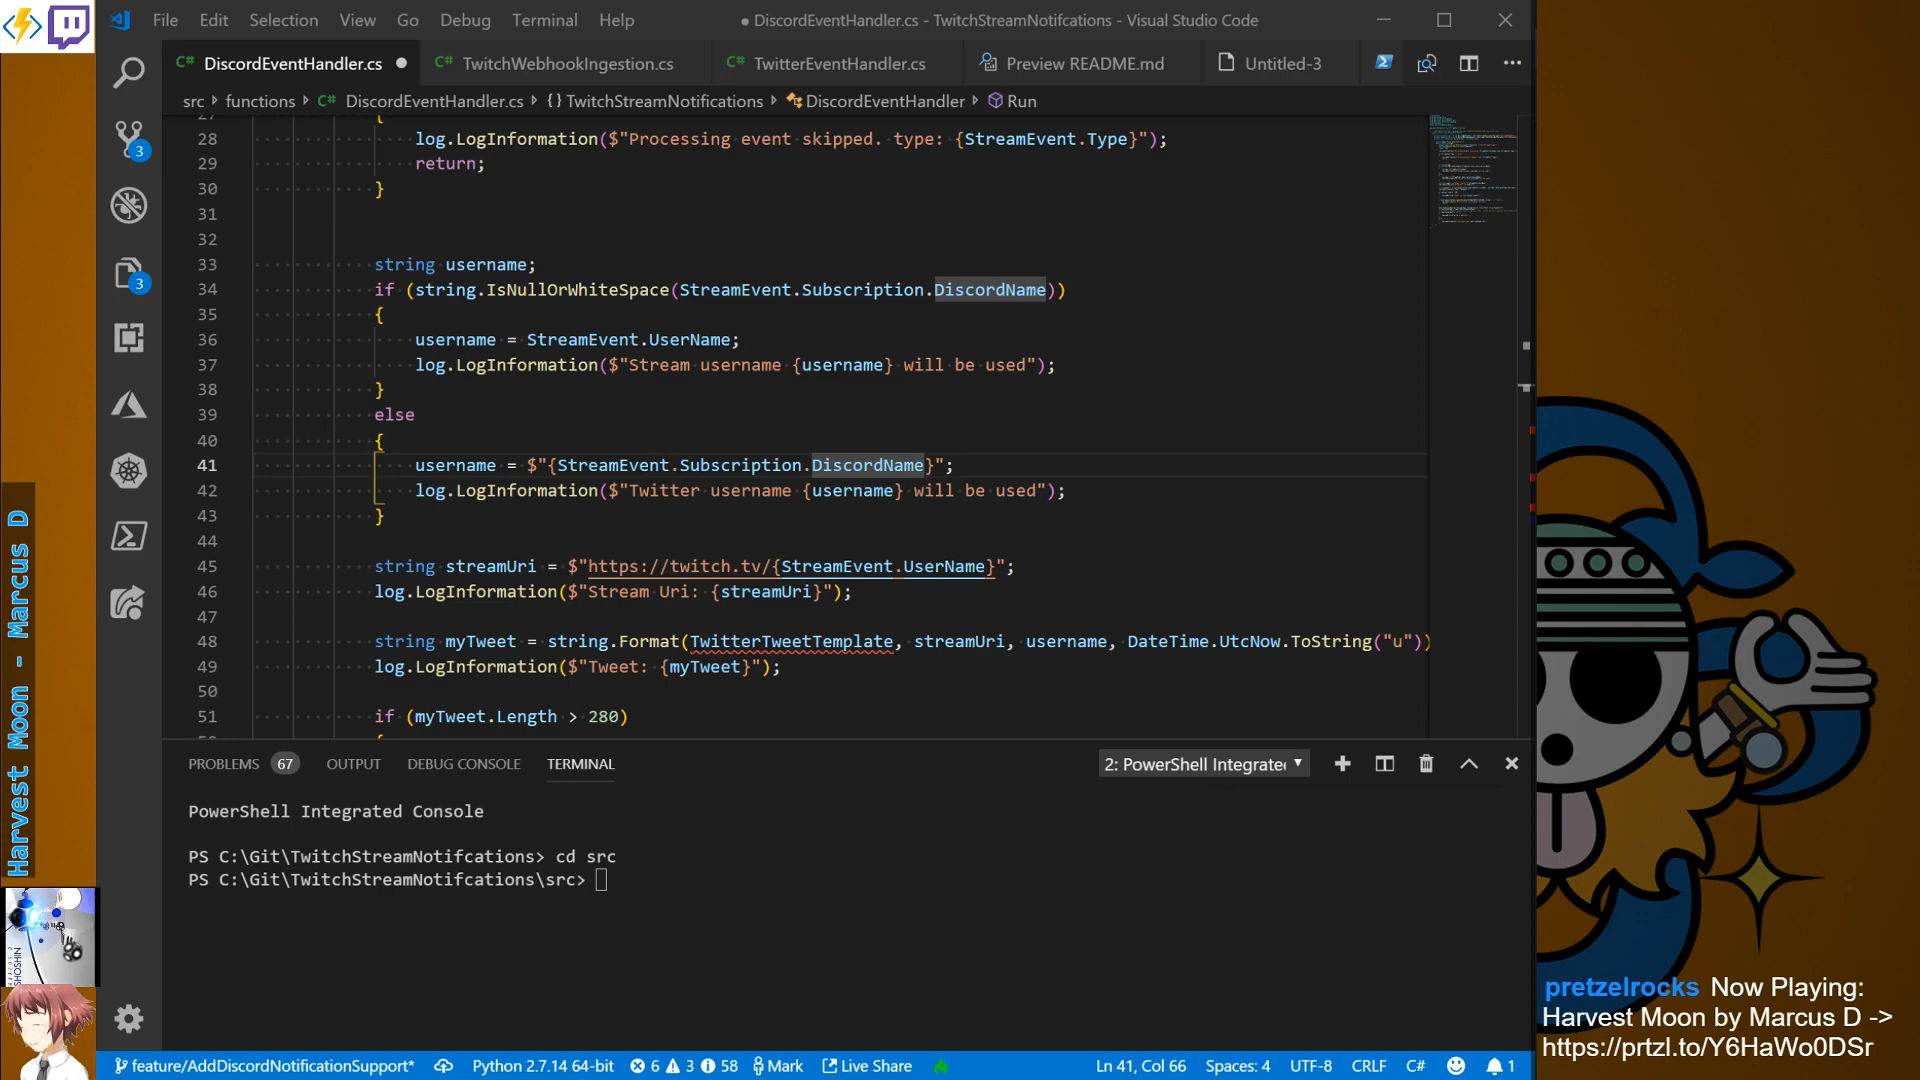 File Edit Selection View Go Debug Terminal Help
● DiscordEventHandler.cs - TwitchStreamNotifcations - Visual Studio Code
C# DiscordEventHandler.cs ●
C# TwitchWebhookIngestion.cs
C# TwitterEventHandler.cs
Preview README.md
Untitled-3
src > functions > C# DiscordEventHandler.cs > {} TwitchStreamNotifications > DiscordEventHandler > Run
27 {
28 log.LogInformation($"Processing event skipped. type: {StreamEvent.Type}");
29 return;
30 }
31
32
33 string username;
34 if (string.IsNullOrWhiteSpace(StreamEvent.Subscription.DiscordName))
35 {
36 username = StreamEvent.UserName;
37 log.LogInformation($"Stream username {username} will be used");
38 }
39 else
40 {
41 username = $"{StreamEvent.Subscription.DiscordName}";
42 log.LogInformation($"Twitter username {username} will be used");
43 }
44
45 string streamUri = $"https://twitch.tv/{StreamEvent.UserName}";
46 log.LogInformation($"Stream Uri: {streamUri}");
47
48 string myTweet = string.Format(TwitterTweetTemplate, streamUri, username, DateTime.UtcNow.ToString("u"))
49 log.LogInformation($"Tweet: {myTweet}");
50
51 if (myTweet.Length > 280)
3
3
PROBLEMS 67 OUTPUT DEBUG CONSOLE TERMINAL
2: PowerShell Integrated
PowerShell Integrated Console
PS C:\Git\TwitchStreamNotifcations> cd src
PS C:\Git\TwitchStreamNotifcations\src>
feature/AddDiscordNotificationSupport* Python 2.7.14 64-bit 6 3 58 Mark Live Share
Ln 41, Col 66 Spaces: 4 UTF-8 CRLF C# 1
Harvest Moon - Marcus D
SHOSHIN
pretzelrocks Now Playing:
Harvest Moon by Marcus D ->
https://prtzl.to/Y6HaWo0DSr